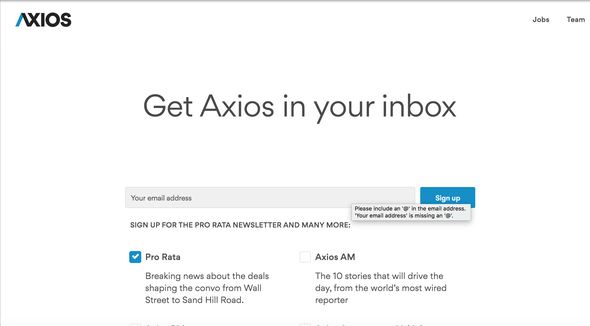 AXIOS
Jobs Team
Get Axios in your inbox
Your email address
Sign up
Please include an '@' in the email address.
'Your email address' is missing an '@'.
SIGN UP FOR THE PRO RATA NEWSLETTER AND MANY MORE:
Pro Rata
Breaking news about the deals
shaping the convo from Wall
Street to Sand Hill Road.
Axios AM
The 10 stories that will drive the
day, from the world's most wired
reporter